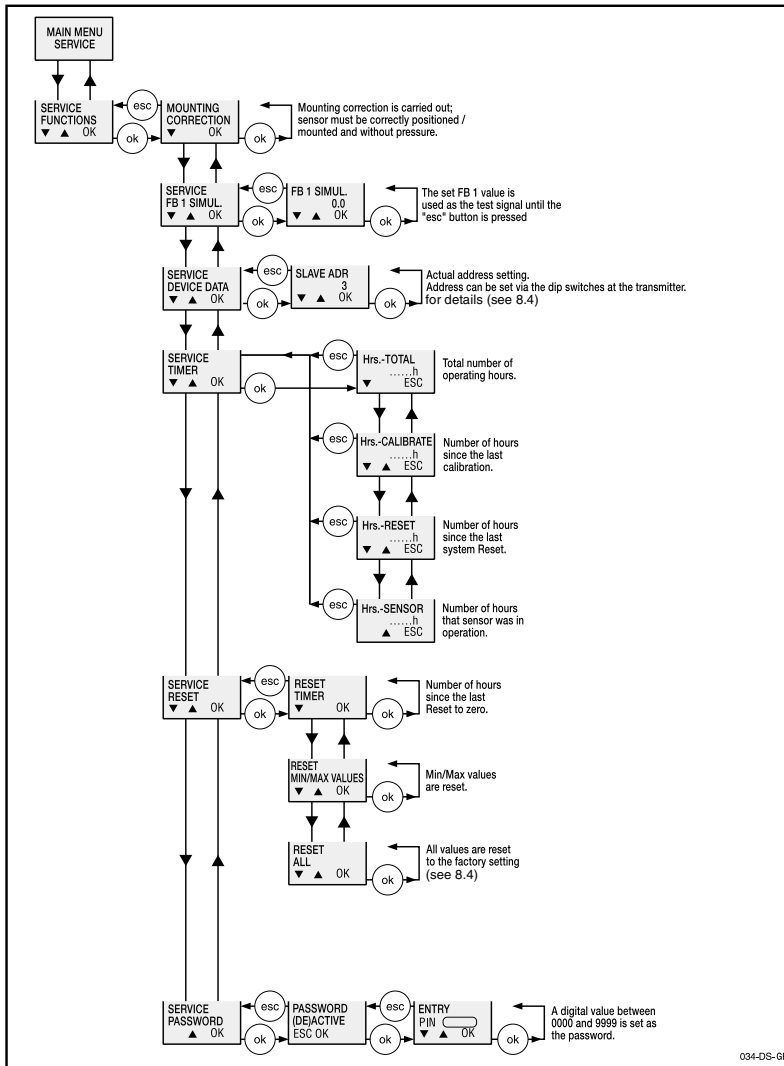 MAIN MENU
SERVICE
SERVICE
FUNCTIONS
▼ ▲ OK
esc
ok
MOUNTING
CORRECTION
▼ OK
ok
Mounting correction is carried out;
sensor must be correctly positioned /
mounted and without pressure.
SERVICE
FB 1 SIMUL.
▼ ▲ OK
esc
ok
FB 1 SIMUL.
0.0
▼ ▲ OK
ok
The set FB 1 value is
used as the test signal until the
"esc" button is pressed
SERVICE
DEVICE DATA
▼ ▲ OK
esc
ok
SLAVE ADR
3
▼ ▲ OK
ok
Actual address setting.
Address can be set via the dip switches at the transmitter.
for details (see 8.4)
SERVICE
TIMER
▼ ▲ OK
esc
ok
Hrs.-TOTAL
......h
▼ ESC
Total number of
operating hours.
esc
Hrs.-CALIBRATE
......h
▼ ▲ ESC
Number of hours
since the last
calibration.
esc
Hrs.-RESET
......h
▼ ▲ ESC
Number of hours
since the last
system Reset.
esc
Hrs.-SENSOR
......h
▲ ESC
Number of hours
that sensor was in
operation.
SERVICE
RESET
▼ ▲ OK
esc
ok
RESET
TIMER
▼ OK
ok
Number of hours
since the last
Reset to zero.
RESET
MIN/MAX VALUES
▼ ▲ OK
ok
Min/Max values
are reset.
RESET
ALL
▼ ▲ OK
ok
All values are reset
to the factory setting
(see 8.4)
SERVICE
PASSWORD
▲ OK
esc
ok
PASSWORD
(DE)ACTIVE
ESC OK
esc
ok
ENTRY
PIN
▼ ▲ OK
ok
A digital value between
0000 and 9999 is set as
the password.